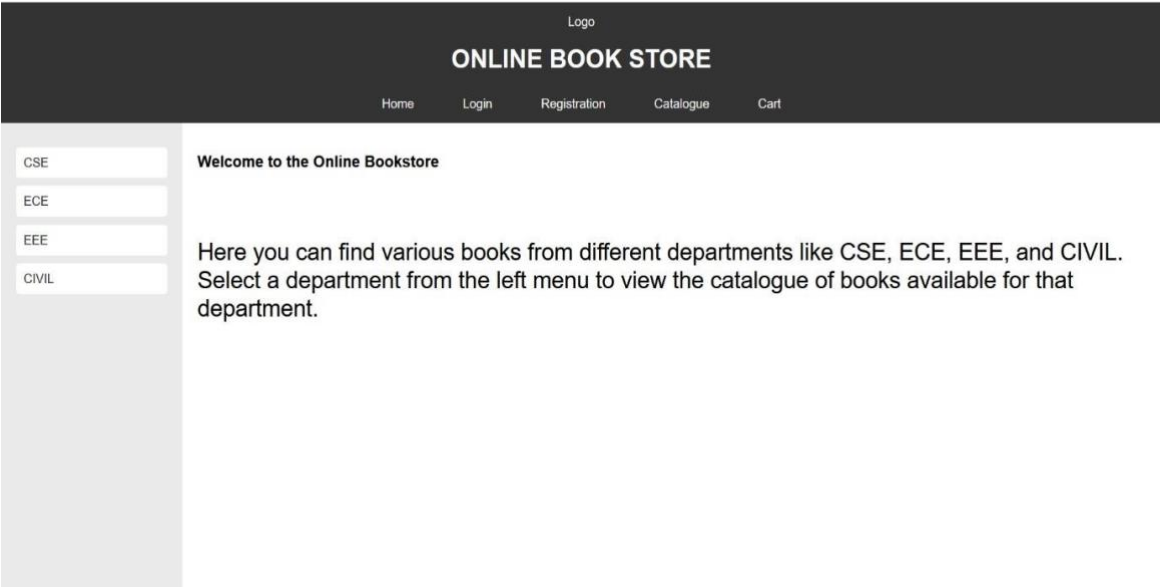 Logo
ONLINE BOOK STORE
Home Login Registration Catalogue Cart
CSE
ECE
EEE
CIVIL
Welcome to the Online Bookstore
Here you can find various books from different departments like CSE, ECE, EEE, and CIVIL.
Select a department from the left menu to view the catalogue of books available for that
department.